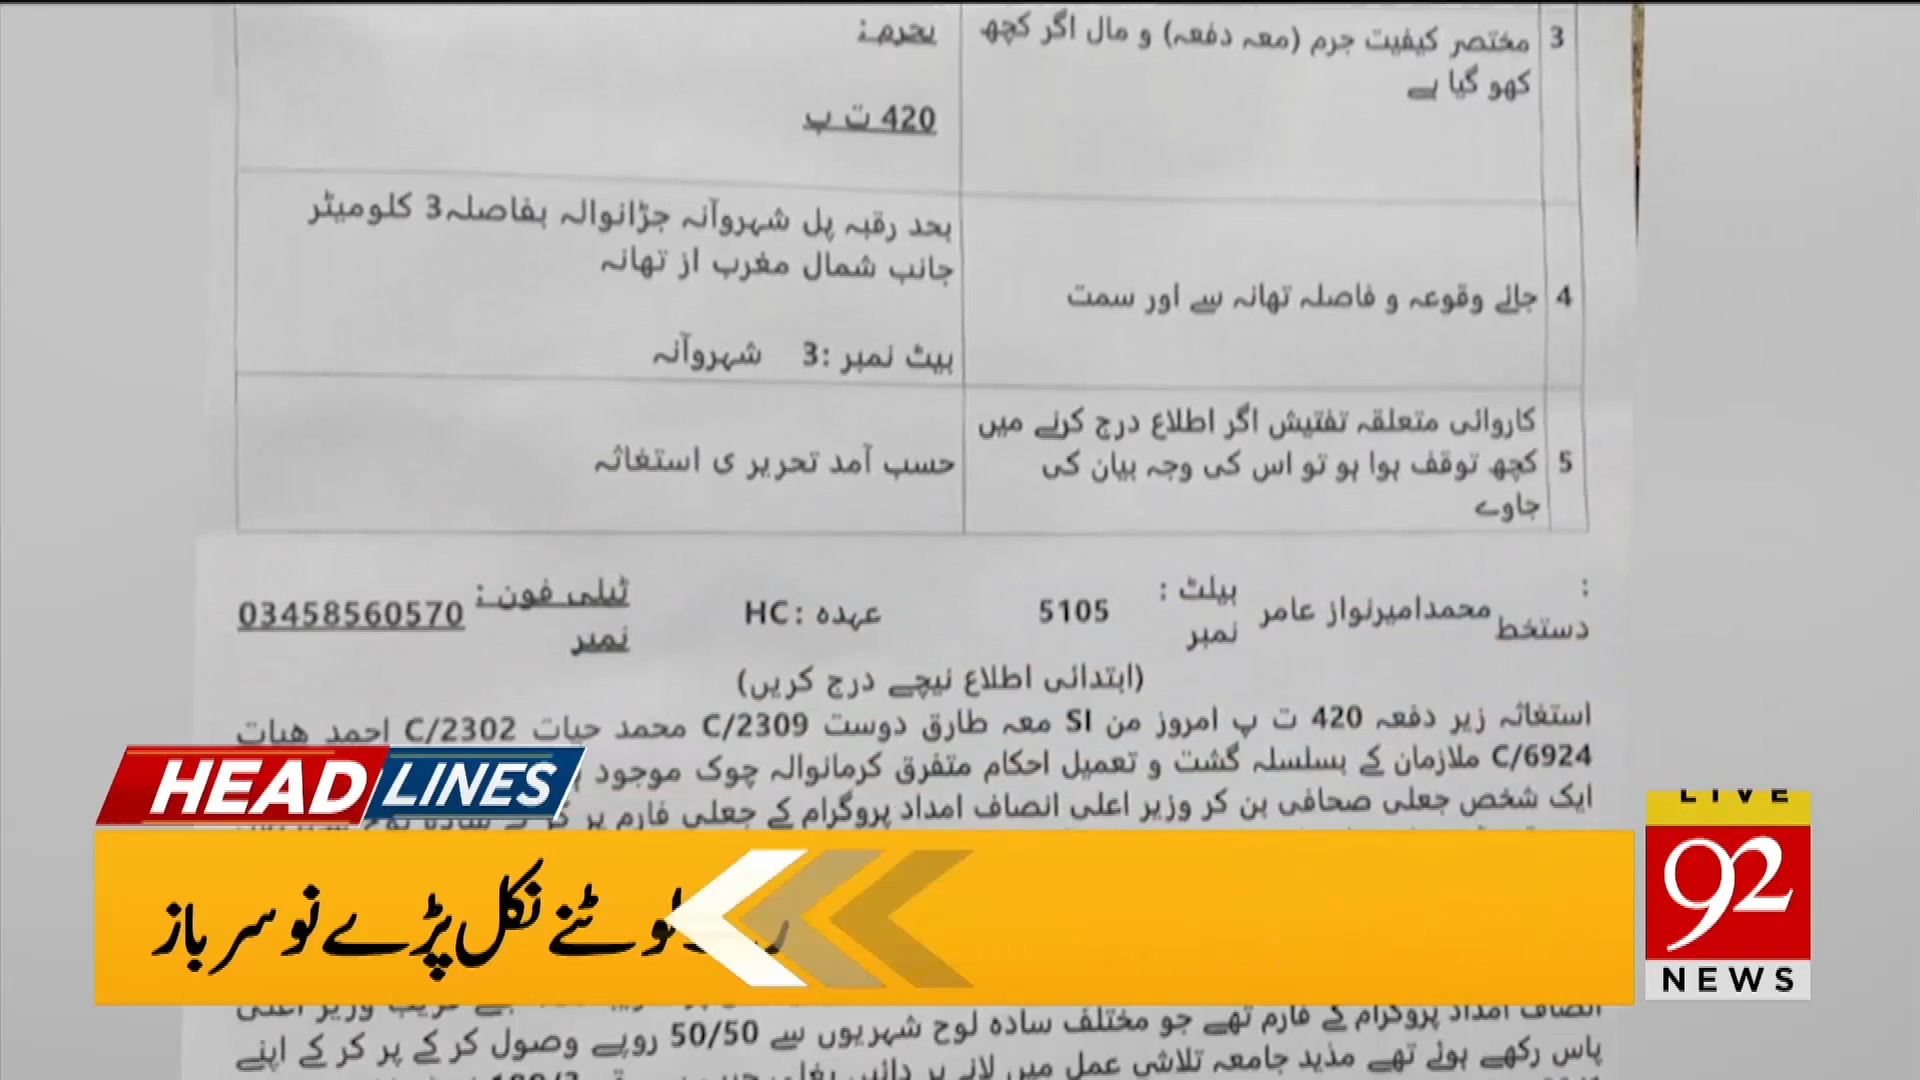 3 مختصر کیفیت جرم (معہ دفعہ) و مال اگر کچھ کھو گیا ہے
بجرم:
420 ت پ
4 جائے وقوعہ و فاصلہ تھانہ سے اور سمت
بحد رقبہ پل شہروآنہ جڑانوالہ بفاصلہ3 کلومیٹر
جانب شمال مغرب از تھانہ
بیٹ نمبر :3 شہروآنہ
5 کاروائی متعلقہ تفتیش اگر اطلاع درج کرنے میں
کچھ توقف ہوا ہو تو اس کی وجہ بیان کی
جاوے
حسب آمد تحریر ی استغاثہ
: دستخط محمدامیرنواز عامر بیلٹ : نمبر 5105 عہدہ :HC ٹیلی فون : نمبر 03458560570
(ابتدائی اطلاع نیچے درج کریں)
استغاثہ زیر دفعہ 420 ت پ امروز من SI معہ طارق دوست C/2309 محمد حیات C/2302 احمد ھیات
C/6924 ملازمان کے بسلسلہ گشت و تعمیل احکام متفرق کرمانوالہ چوک موجود
ایک شخص جعلی صحافی بن کر وزیر اعلی انصاف امداد پروگرام کے جعلی فارم پر
HEADLINES
لوٹنے نکل پڑے نوسرباز
LIVE
92
NEWS
انصاف امداد پروگرام کے فارم تھے جو مختلف سادہ لوح شہریوں سے 50/50 روپے وصول کر کے پر کر کے اپنے
پاس رکھے ہوئے تھے مذید جامعہ تلاشی عمل میں لانے پر دائیں بغلی